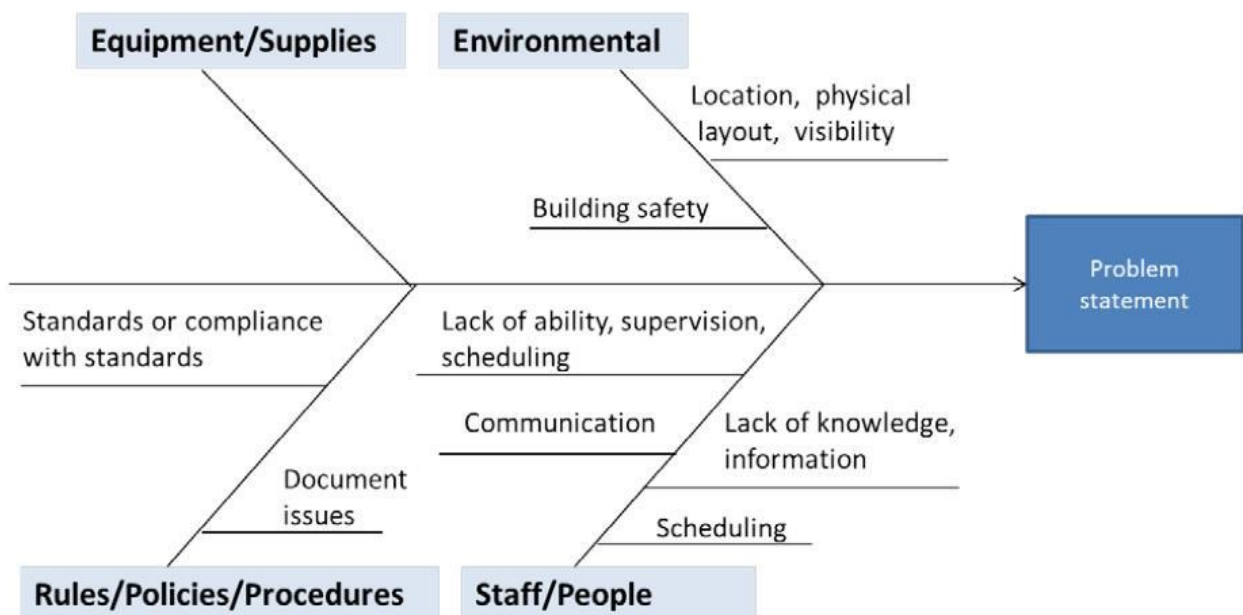 Equipment/Supplies
Environmental
Location, physical
layout, visibility
Building safety
Problem
statement
Standards or compliance
with standards
Lack of ability, supervision,
scheduling
Communication
Lack of knowledge,
information
Document
issues
Scheduling
Rules/Policies/Procedures
Staff/People